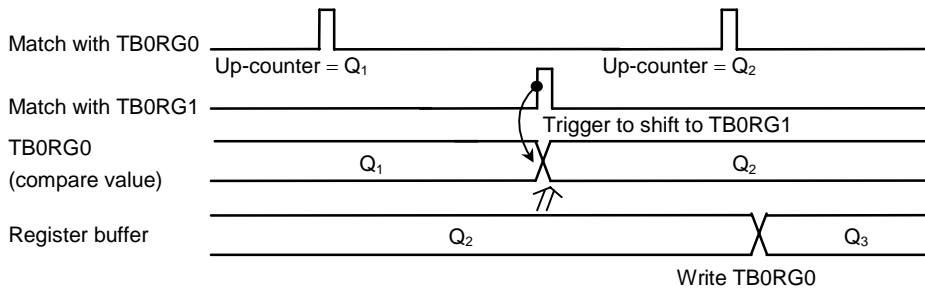 Match with TB0RG0
Up-counter = Q₁ Up-counter = Q₂
Match with TB0RG1
Trigger to shift to TB0RG1
TB0RG0
(compare value)
Q₁ Q₂
Register buffer Q₂ Q₃
Write TB0RG0